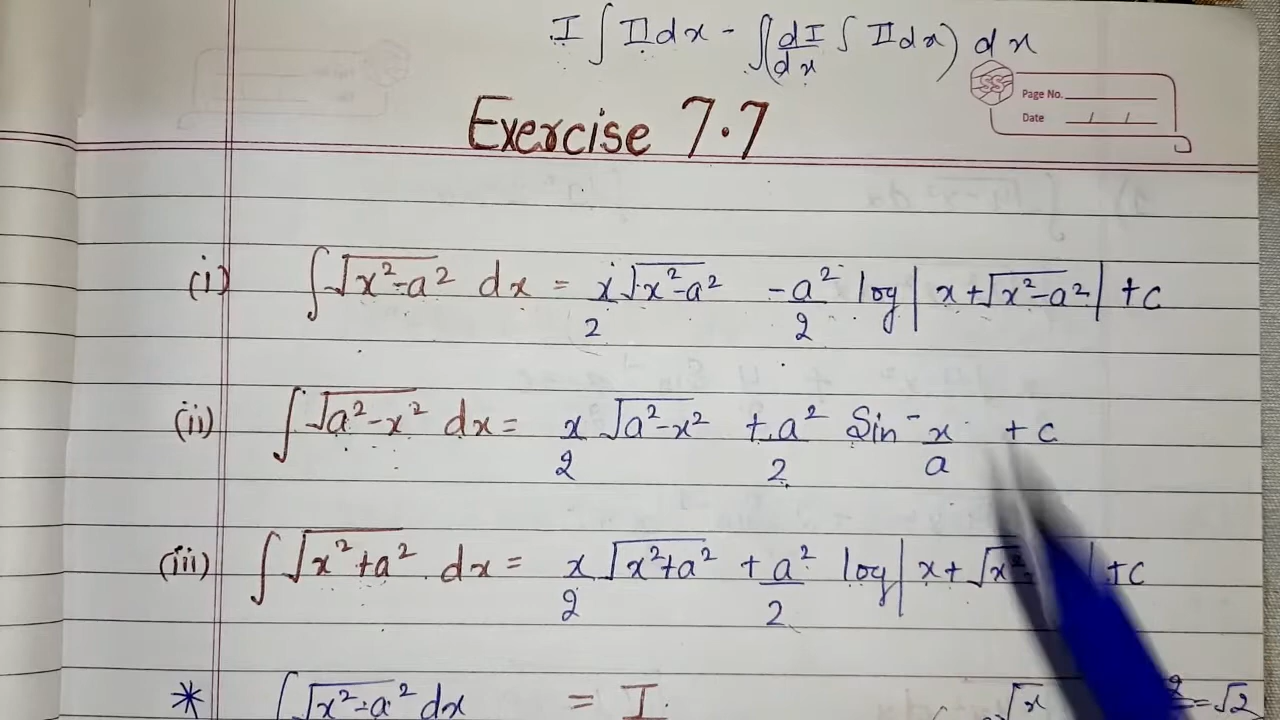 I ∫ II dx - ∫(dI/dx ∫ II dx) dx
SS
Page No.
Date / /
Exercise 7.7
(i) ∫ √x²-a² dx = x/2 √x²-a² - a²/2 log | x + √x²-a² | + c
(ii) ∫ √a²-x² dx = x/2 √a²-x² + a²/2 Sin⁻ x/a + c
(iii) ∫ √x²+a² dx = x/2 √x²+a² + a²/2 log | x + √x² | + c
* ∫ √x²-a² dx = I.
√x = √2